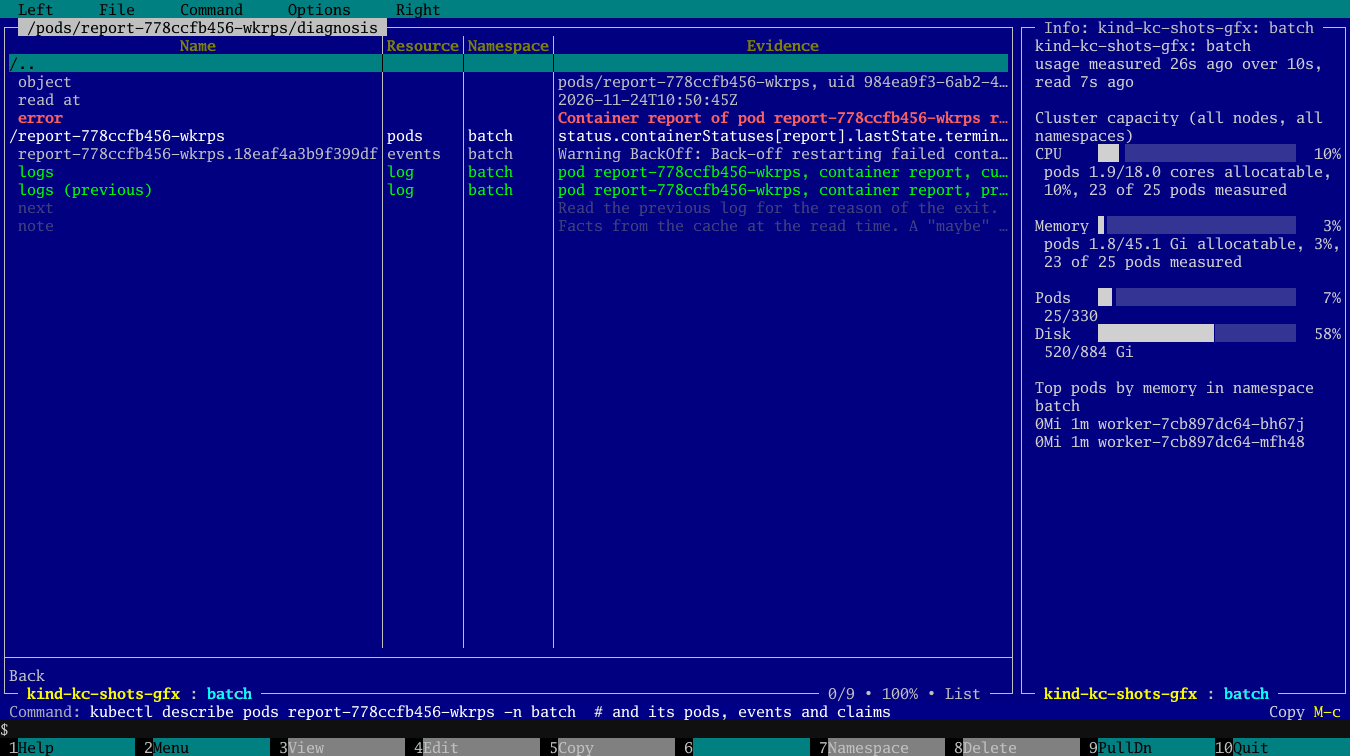 Left File Command Options Right
/pods/report-778ccfb456-wkrps/diagnosis
Name Resource Namespace Evidence
/..
object pods/report-778ccfb456-wkrps, uid 984ea9f3-6ab2-4…
read at 2026-11-24T10:50:45Z
error Container report of pod report-778ccfb456-wkrps r…
/report-778ccfb456-wkrps pods batch status.containerStatuses[report].lastState.termin…
report-778ccfb456-wkrps.18eaf4a3b9f399df events batch Warning BackOff: Back-off restarting failed conta…
logs log batch pod report-778ccfb456-wkrps, container report, cu…
logs (previous) log batch pod report-778ccfb456-wkrps, container report, pr…
next Read the previous log for the reason of the exit.
note Facts from the cache at the read time. A "maybe" …
Back
kind-kc-shots-gfx : batch 0/9 • 100% • List
Info: kind-kc-shots-gfx: batch
kind-kc-shots-gfx: batch
usage measured 26s ago over 10s,
read 7s ago
Cluster capacity (all nodes, all
namespaces)
CPU 10%
pods 1.9/18.0 cores allocatable,
10%, 23 of 25 pods measured
Memory 3%
pods 1.8/45.1 Gi allocatable, 3%,
23 of 25 pods measured
Pods 7%
25/330
Disk 58%
520/884 Gi
Top pods by memory in namespace
batch
0Mi 1m worker-7cb897dc64-bh67j
0Mi 1m worker-7cb897dc64-mfh48
kind-kc-shots-gfx : batch
Command: kubectl describe pods report-778ccfb456-wkrps -n batch # and its pods, events and claims Copy M-c
$
1Help 2Menu 3View 4Edit 5Copy 6 7Namespace 8Delete 9PullDn 10Quit